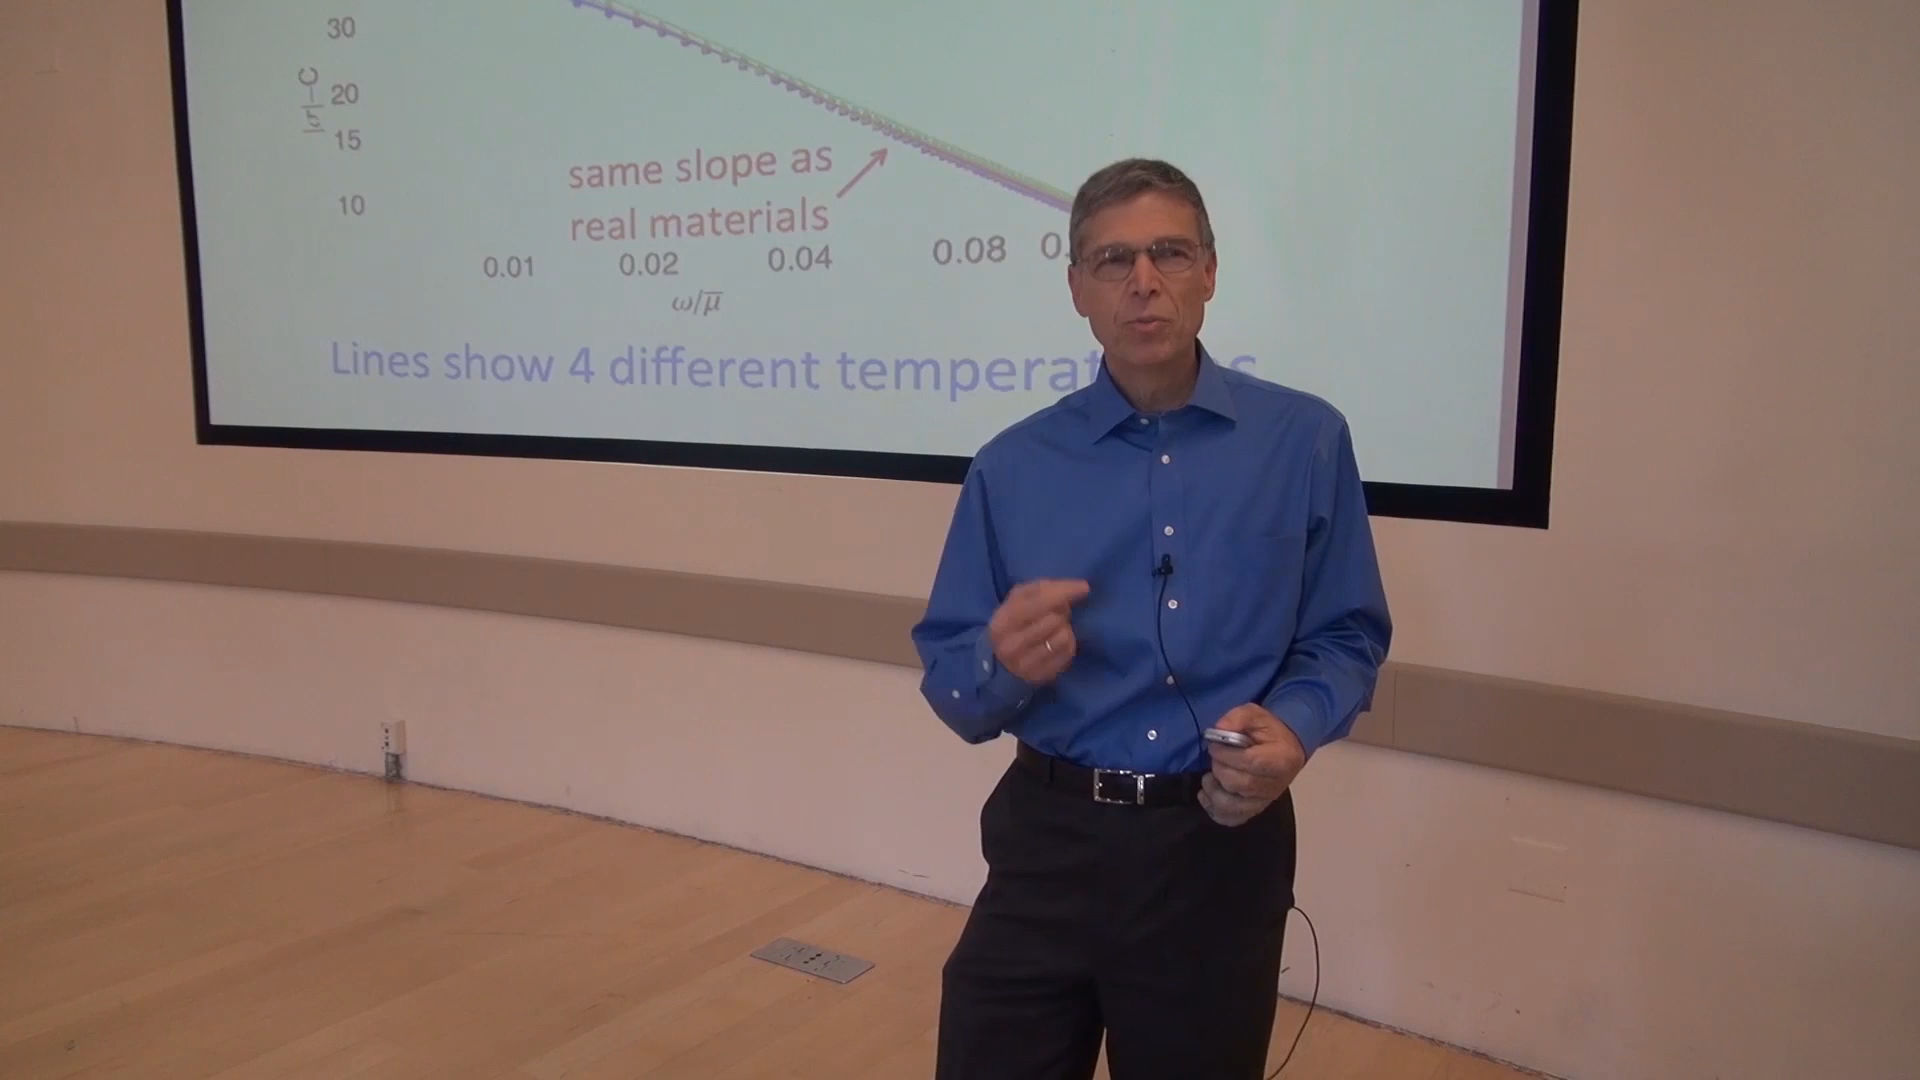 30
20
15
10
same slope as
real materials
0.01 0.02 0.04 0.08 0.
ω/μ̅
Lines show 4 different temperat s